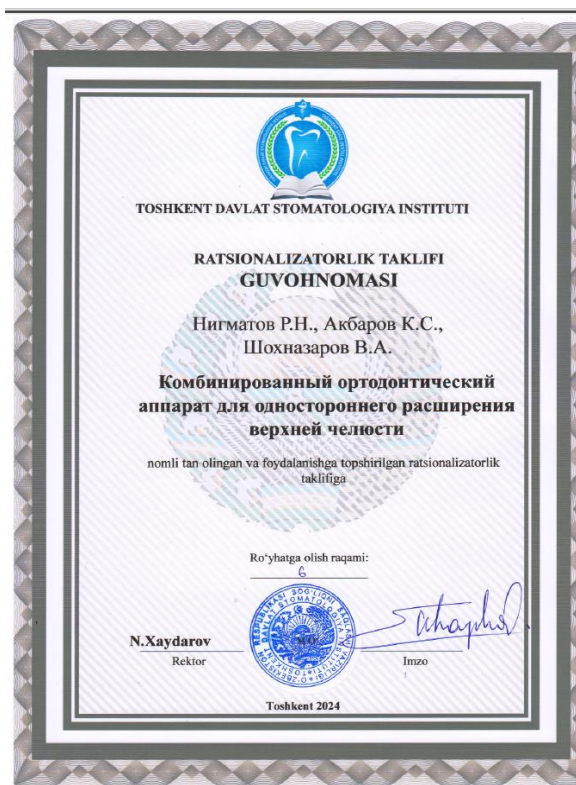 TOSHKENT DAVLAT STOMATOLOGIYA INSTITUTI
RATSIONALIZATORLIK TAKLIFI
GUVOHNOMASI
Нигматов Р.Н., Акбаров К.С.,
Шохназаров В.А.
Комбинированный ортодонтический
аппарат для одностороннего расширения
верхней челюсти
nomli tan olingan va foydalanishga topshirilgan ratsionalizatorlik
taklifiga
Ro‘yhatga olish raqami:
6
N.Xaydarov
Rektor
Imzo
Toshkent 2024